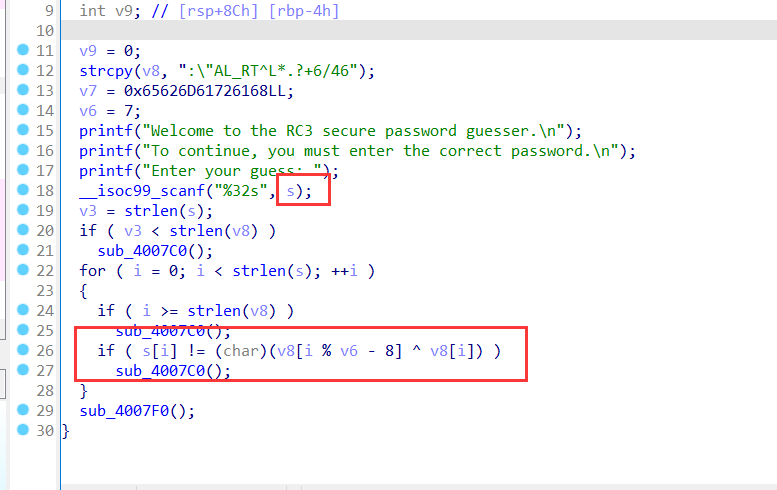 9 int v9; // [rsp+8Ch] [rbp-4h]
10
11 v9 = 0;
12 strcpy(v8, ":\"AL_RT^L*.?+6/46");
13 v7 = 0x65626D61726168LL;
14 v6 = 7;
15 printf("Welcome to the RC3 secure password guesser.\n");
16 printf("To continue, you must enter the correct password.\n");
17 printf("Enter your guess: ");
18 __isoc99_scanf("%32s", s);
19 v3 = strlen(s);
20 if ( v3 < strlen(v8) )
21 sub_4007C0();
22 for ( i = 0; i < strlen(s); ++i )
23 {
24 if ( i >= strlen(v8) )
25 sub_4007C0();
26 if ( s[i] != (char)(v8[i % v6 - 8] ^ v8[i]) )
27 sub_4007C0();
28 }
29 sub_4007F0();
30 }